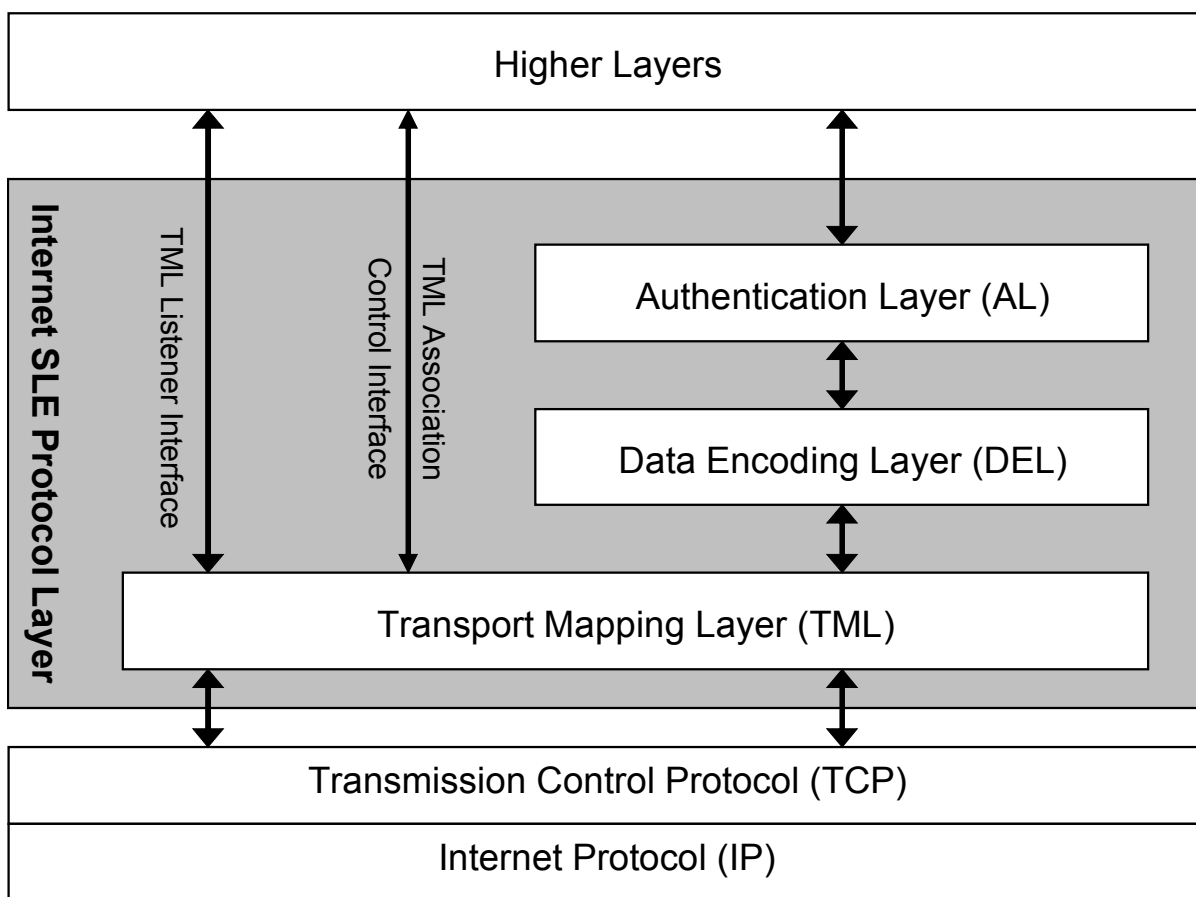 Higher Layers
Internet SLE Protocol Layer
TML Listener Interface
TML Association
Control Interface
Authentication Layer (AL)
Data Encoding Layer (DEL)
Transport Mapping Layer (TML)
Transmission Control Protocol (TCP)
Internet Protocol (IP)